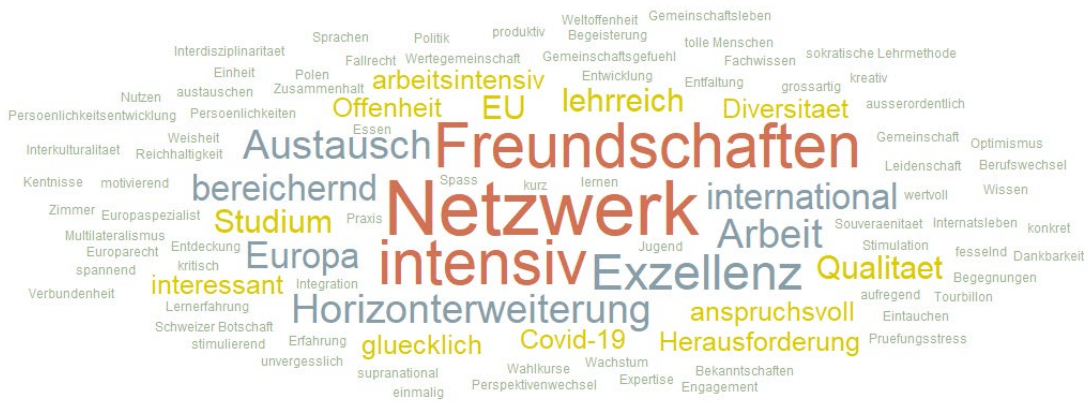 Weltoffenheit Gemeinschaftsleben
Sprachen Politik produktiv Begeisterung
Interdisziplinaritaet Fallrecht Wertegemeinschaft Gemeinschaftsgefuehl tolle Menschen sokratische Lehrmethode
Einheit Polen Entwicklung Fachwissen
austauschen Zusammenhalt arbeitsintensiv Entfaltung grossartig kreativ
Nutzen Offenheit EU lehrreich Diversitaet ausserordentlich
Persoenlichkeitsentwicklung Persoenlichkeiten Essen
Weisheit Austausch Freundschaften Gemeinschaft Optimismus
Interkulturalitaet Reichhaltigkeit Leidenschaft Berufswechsel
Kentnisse motivierend bereichernd Spass kurz lernen international wertvoll Wissen
Zimmer Europaspezialist Studium Praxis Netzwerk Souveraenitaet Internatsleben konkret
Multilateralismus Arbeit
Europarecht Entdeckung Europa Jugend Stimulation fesselnd Dankbarkeit
spannend kritisch intensiv Exzellenz Qualitaet Begegnungen
Verbundenheit interessant Integration aufregend Tourbillon
Lernerfahrung Horizonterweiterung anspruchsvoll Eintauchen
Schweizer Botschaft
stimulierend Erfahrung gluecklich Covid-19 Herausforderung Pruefungsstress
unvergesslich Wahlkurse Wachstum
supranational Perspektivenwechsel Expertise Bekanntschaften
einmalig Engagement